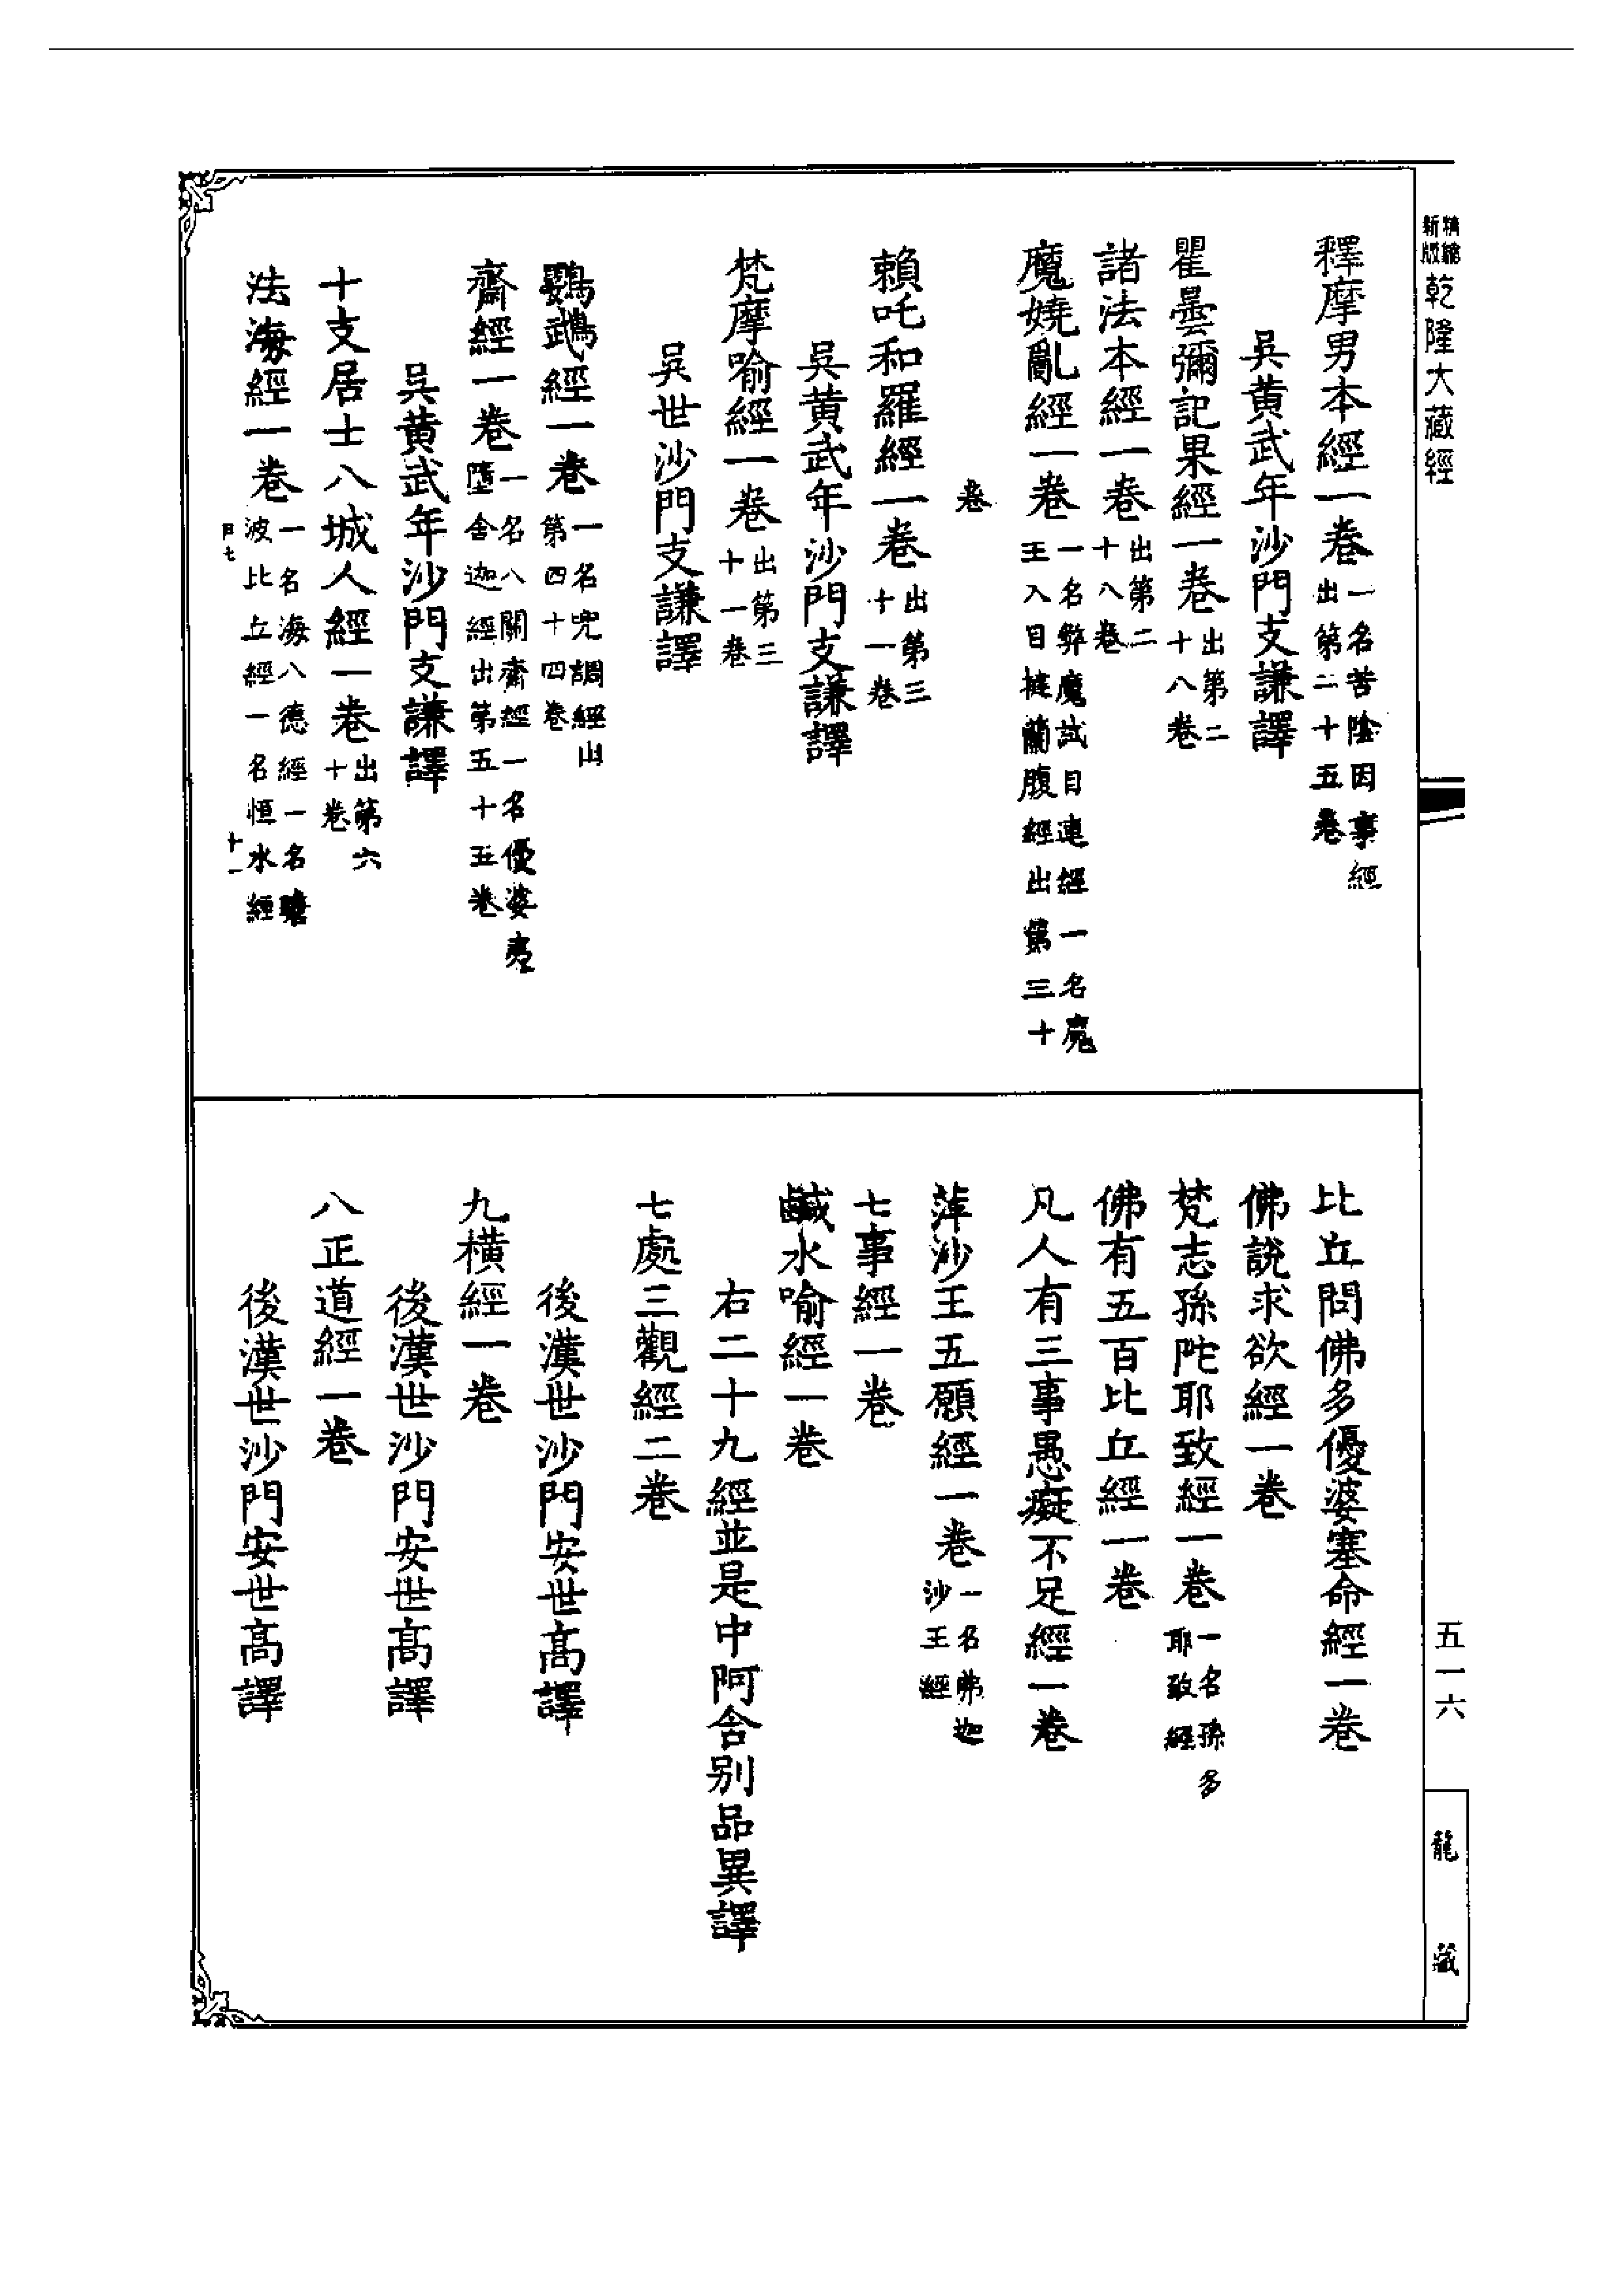 精縮新版乾隆大藏經
釋摩男本經一卷一名苦陰因事經出第二十五卷
吳黄武年沙門支謙譯
瞿曇彌記果經一卷出第二十八卷
諸法本經一卷出第二十八卷
魔嬈亂經一卷一名弊魔試目連經一名魔王入目揵蘭腹經出第三十
卷
賴吒和羅經一卷出第三十一卷
吳黄武年沙門支謙譯
梵摩喻經一卷出第三十一卷
吳世沙門支謙譯
鸚鵡經一卷一名兜調經出第四十四卷
齋經一卷一名八關齋經一名優婆夷墮舍迦經出第五十五卷
吳黄武年沙門支謙譯
十支居士八城人經一卷出第六十卷
法海經一卷一名海八德經一名瞻波比丘經一名恒水經
十一
比丘問佛多優婆塞命經一卷
佛說求欲經一卷
梵志孫陀耶致經一卷一名孫多耶致經
佛有五百比丘經一卷
凡人有三事愚癡不足經一卷
蓱沙王五願經一卷一名弗迦沙王經
七事經一卷
鹹水喻經一卷
右二十九經並是中阿含别品異譯
七處三觀經二卷
後漢世沙門安世高譯
九橫經一卷
後漢世沙門安世高譯
八正道經一卷
後漢世沙門安世高譯
五一六
龍藏